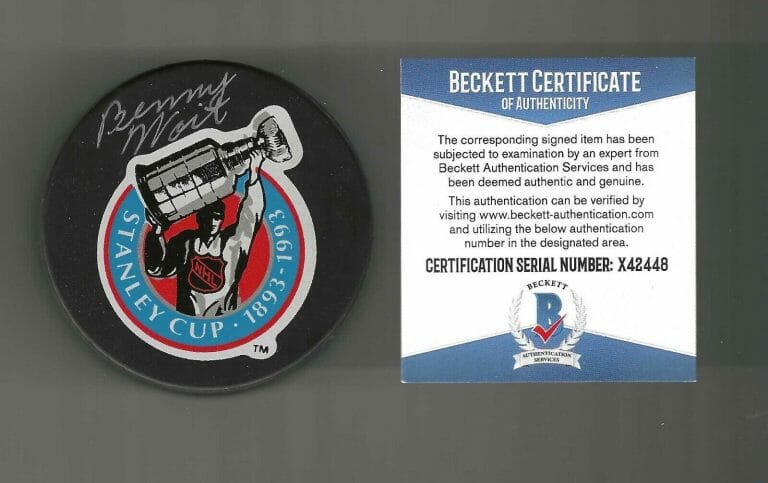 Benny
Woit
NHL
STANLEY CUP · 1893-1993
TM
BECKETT CERTIFICATE
OF AUTHENTICITY
The corresponding signed item has been
subjected to examination by an expert from
Beckett Authentication Services and has
been deemed authentic and genuine.
This authentication can be verified by
visiting www.beckett-authentication.com
and utilizing the below authentication
number in the designated area.
CERTIFICATION SERIAL NUMBER: X42448
BECKETT
B
AUTHENTICATION
SERVICES